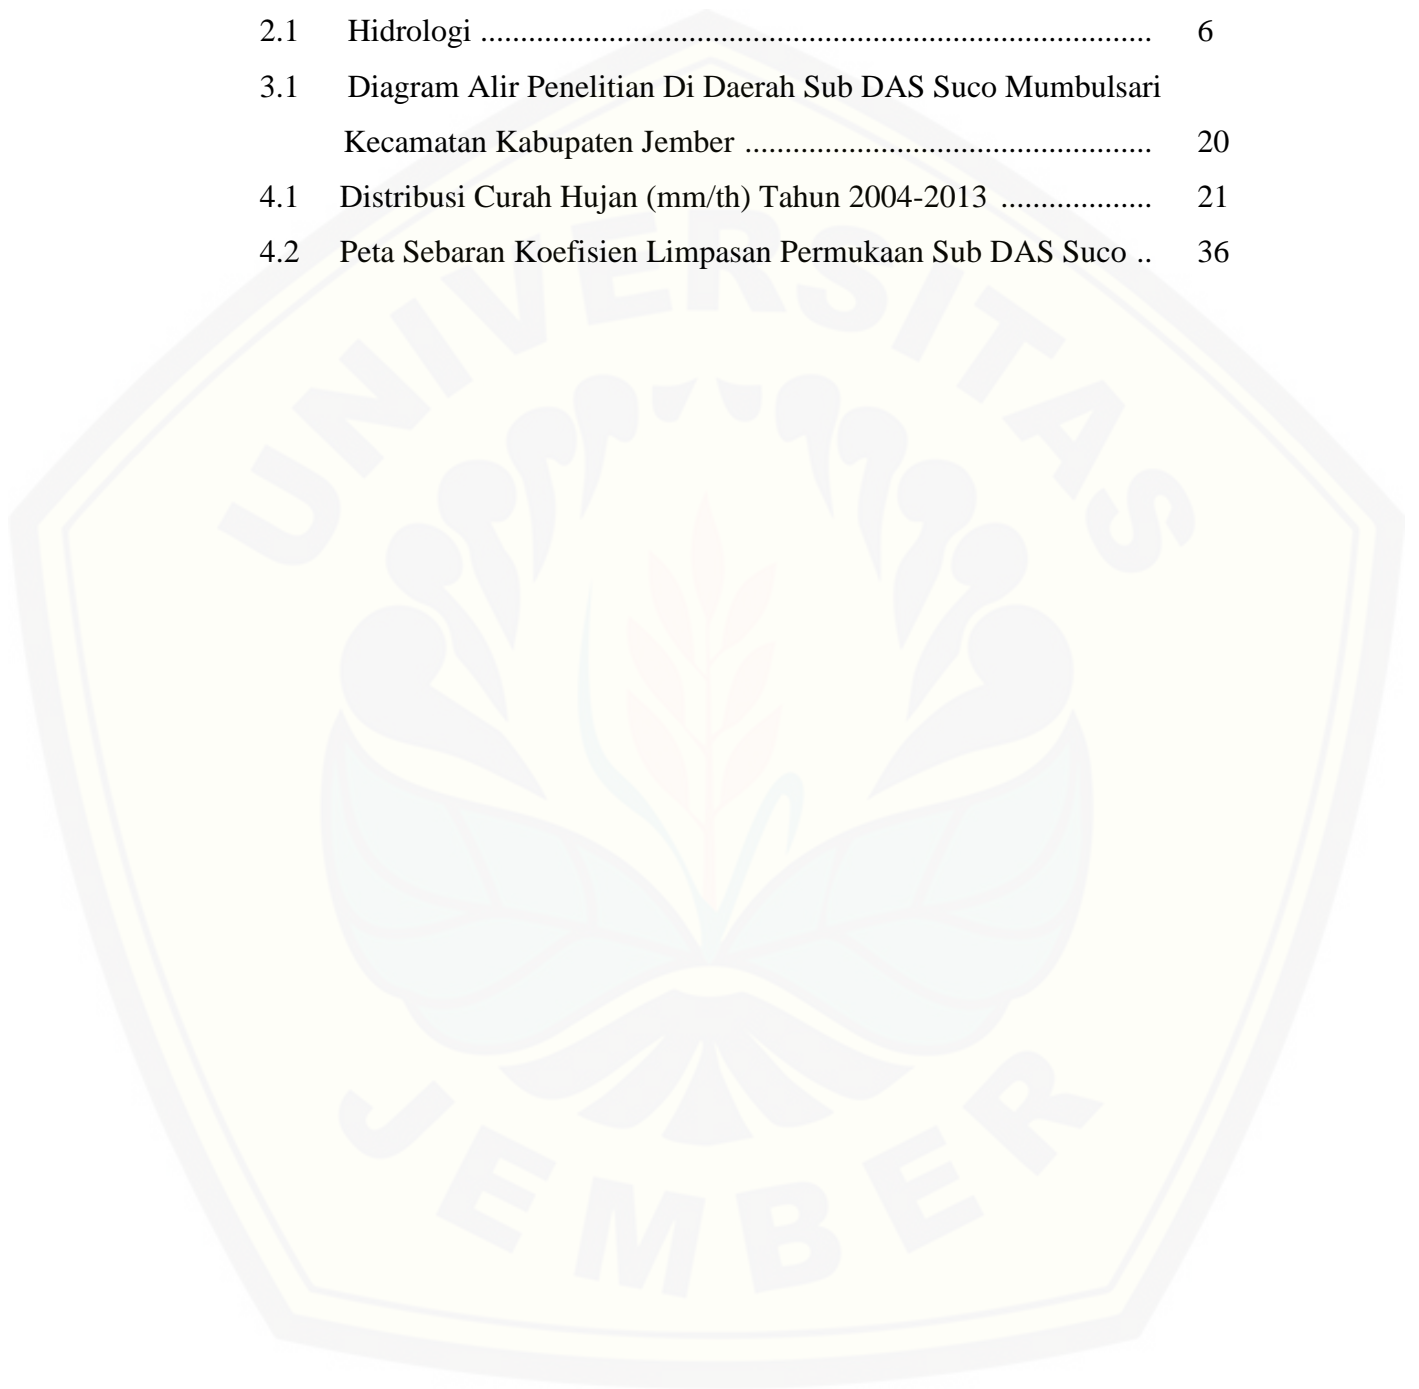 2.1 Hidrologi .................................................................................... 6
3.1 Diagram Alir Penelitian Di Daerah Sub DAS Suco Mumbulsari
Kecamatan Kabupaten Jember ................................................... 20
4.1 Distribusi Curah Hujan (mm/th) Tahun 2004-2013 ................... 21
4.2 Peta Sebaran Koefisien Limpasan Permukaan Sub DAS Suco .. 36
UNIVERSITAS
JEMBER